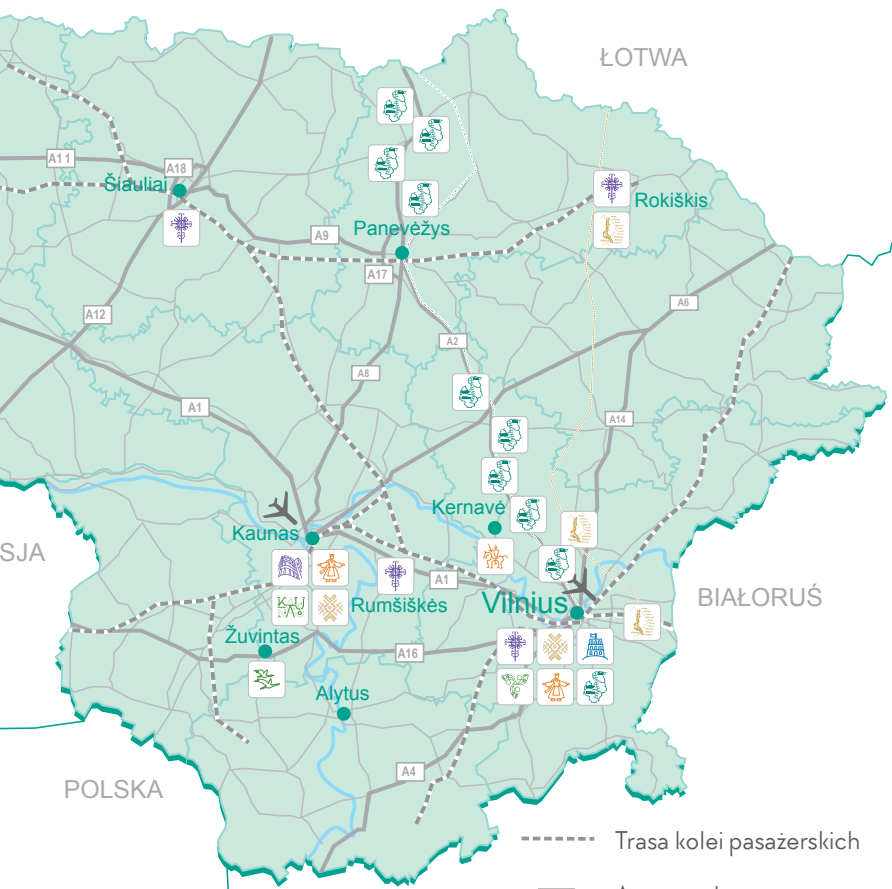 ŁOTWA
A11
A18
Šiauliai
Rokiškis
A9
Panevėžys
A17
A6
A12
A2
A8
A1
A14
Kernavė
Kaunas
SJA
A1
Rumšiškės
Vilnius
BIAŁORUŚ
KAU
Žuvintas
A16
Alytus
A4
POLSKA
Trasa kolei pasażerskich